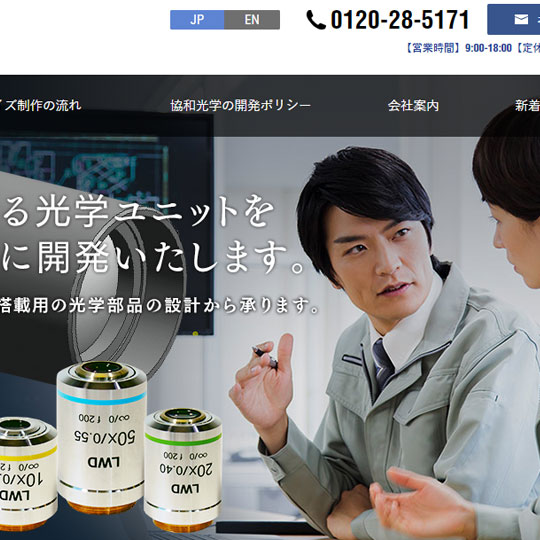 JP EN
0120-28-5171
【営業時間】9:00-18:00【定休
イズ制作の流れ 協和光学の開発ポリシー 会社案内 新着
る光学ユニットを
に開発いたします。
搭載用の光学部品の設計から承ります。
∞/0 f200
50X/0.55
LWD
∞/0 f200
20X/0.40
LWD
10X/0
LWD